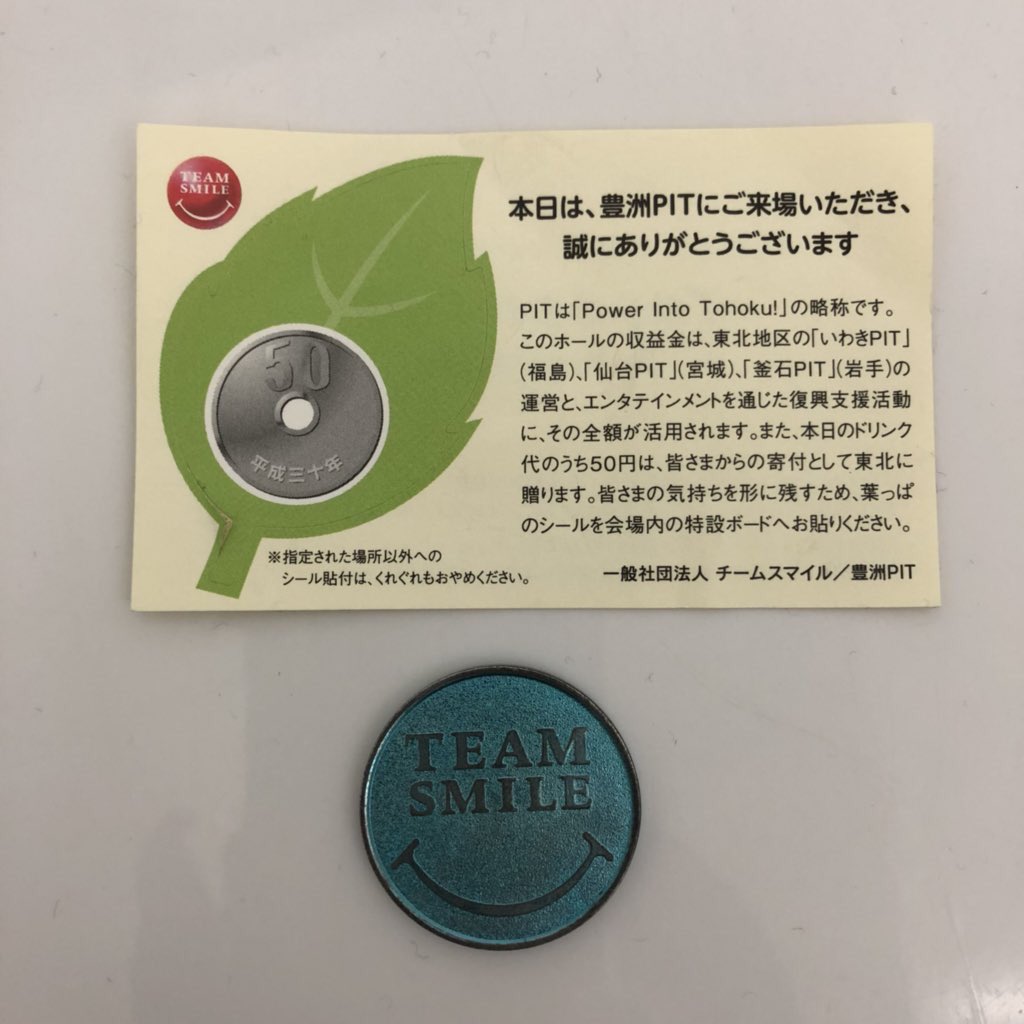 TEAM
SMILE
本日は、豊洲PITにご来場いただき、
誠にありがとうございます
PITは「Power Into Tohoku!」の略称です。
このホールの収益金は、東北地区の「いわきPIT」
(福島)、「仙台PIT」(宮城)、「釜石PIT」(岩手)の
運営と、エンタテインメントを通じた復興支援活動
に、その全額が活用されます。また、本日のドリンク
代のうち50円は、皆さまからの寄付として東北に
贈ります。皆さまの気持ちを形に残すため、葉っぱ
のシールを会場内の特設ボードへお貼りください。
一般社団法人 チームスマイル／豊洲PIT
50
平成三十年
※指定された場所以外への
シール貼付は、くれぐれもおやめください。
TEAM
SMILE